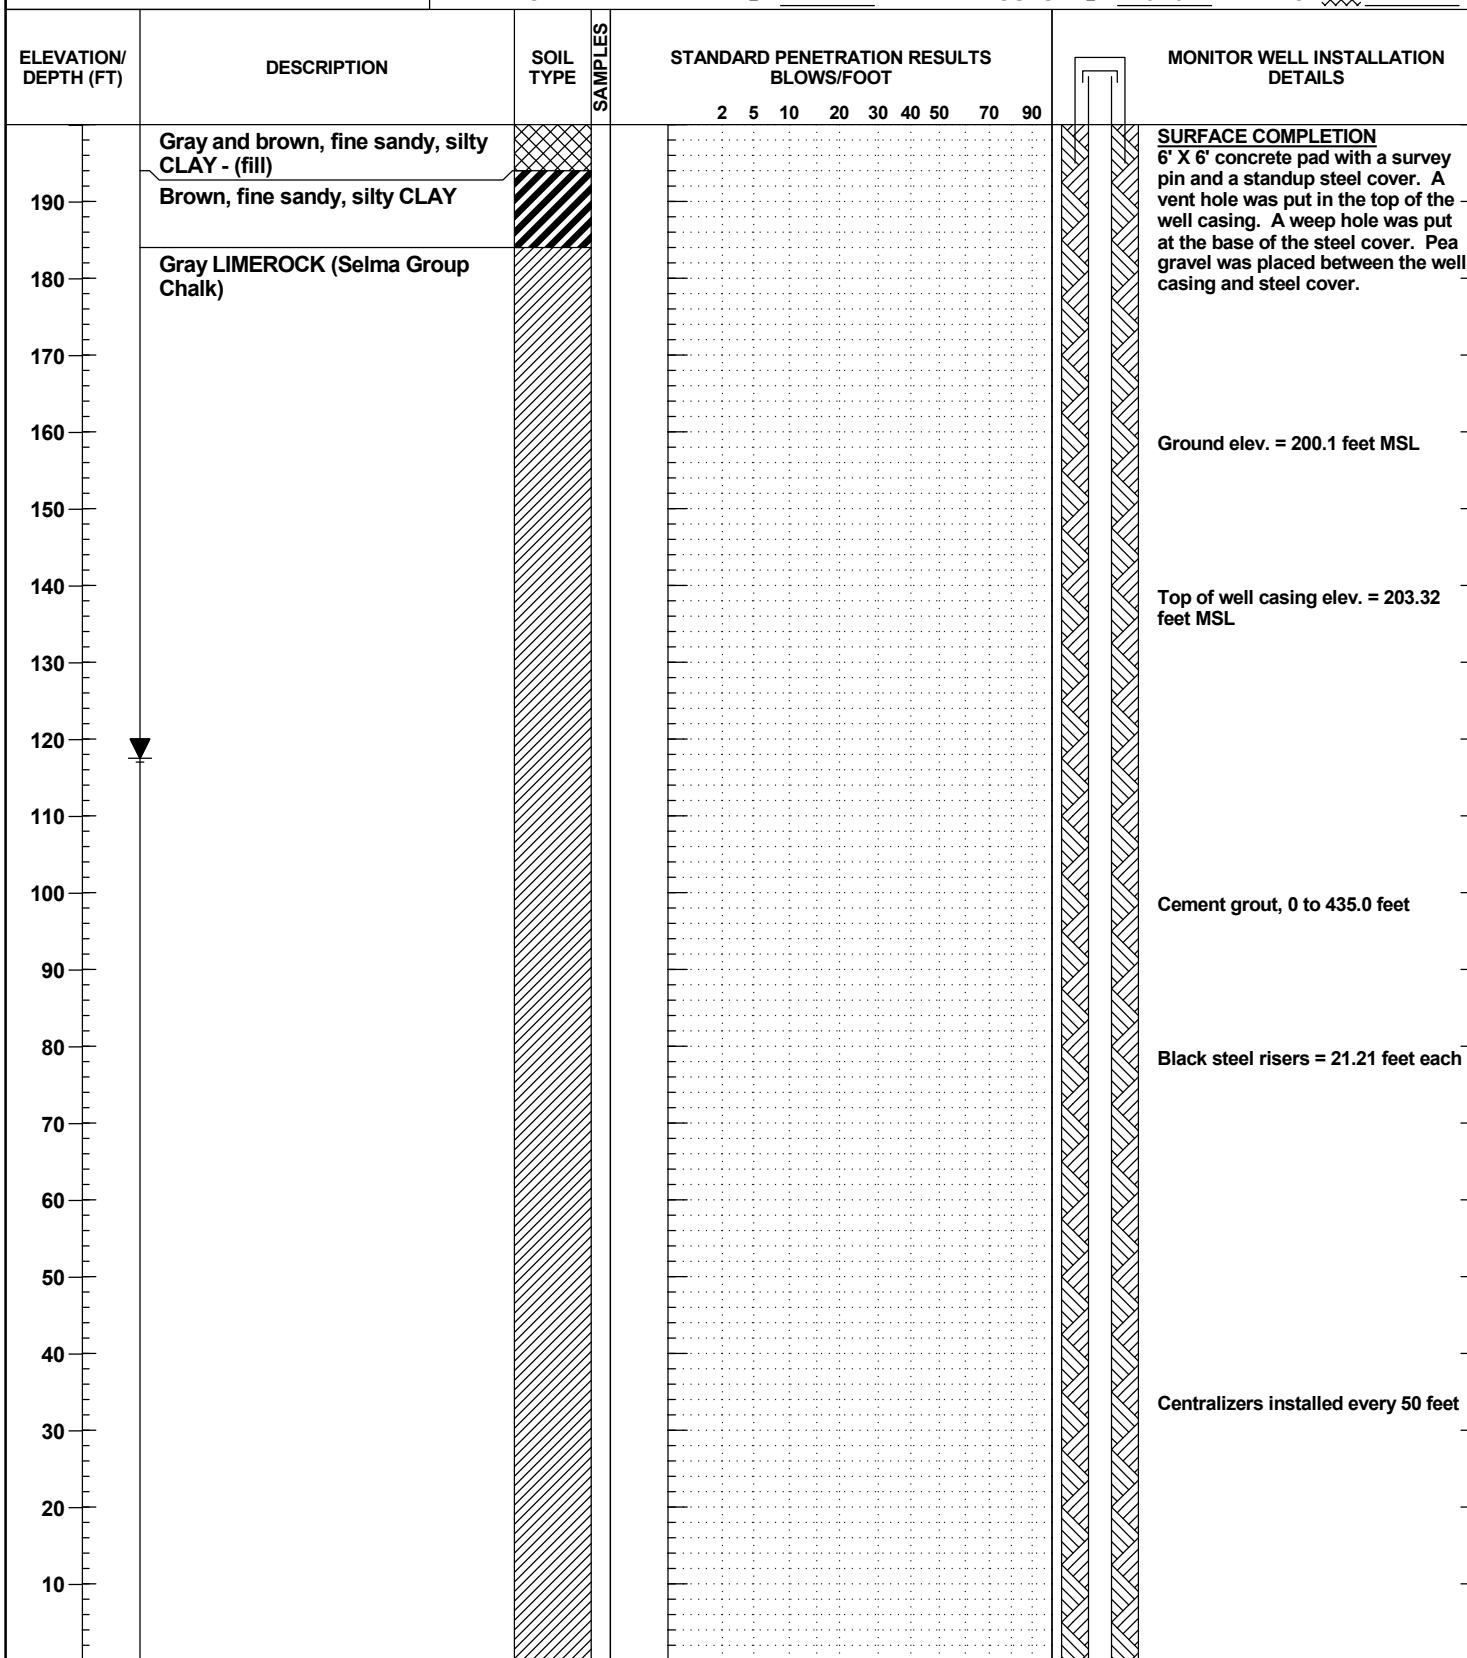 ELEVATION/
DEPTH (FT)
DESCRIPTION
SOIL
TYPE
SAMPLES
STANDARD PENETRATION RESULTS
BLOWS/FOOT
2 5 10 20 30 40 50 70 90
MONITOR WELL INSTALLATION
DETAILS
Gray and brown, fine sandy, silty
CLAY - (fill)
Brown, fine sandy, silty CLAY
Gray LIMEROCK (Selma Group
Chalk)
190
180
170
160
150
140
130
120
110
100
90
80
70
60
50
40
30
20
10
SURFACE COMPLETION
6' X 6' concrete pad with a survey
pin and a standup steel cover. A
vent hole was put in the top of the
well casing. A weep hole was put
at the base of the steel cover. Pea
gravel was placed between the well
casing and steel cover.
Ground elev. = 200.1 feet MSL
Top of well casing elev. = 203.32
feet MSL
Cement grout, 0 to 435.0 feet
Black steel risers = 21.21 feet each
Centralizers installed every 50 feet